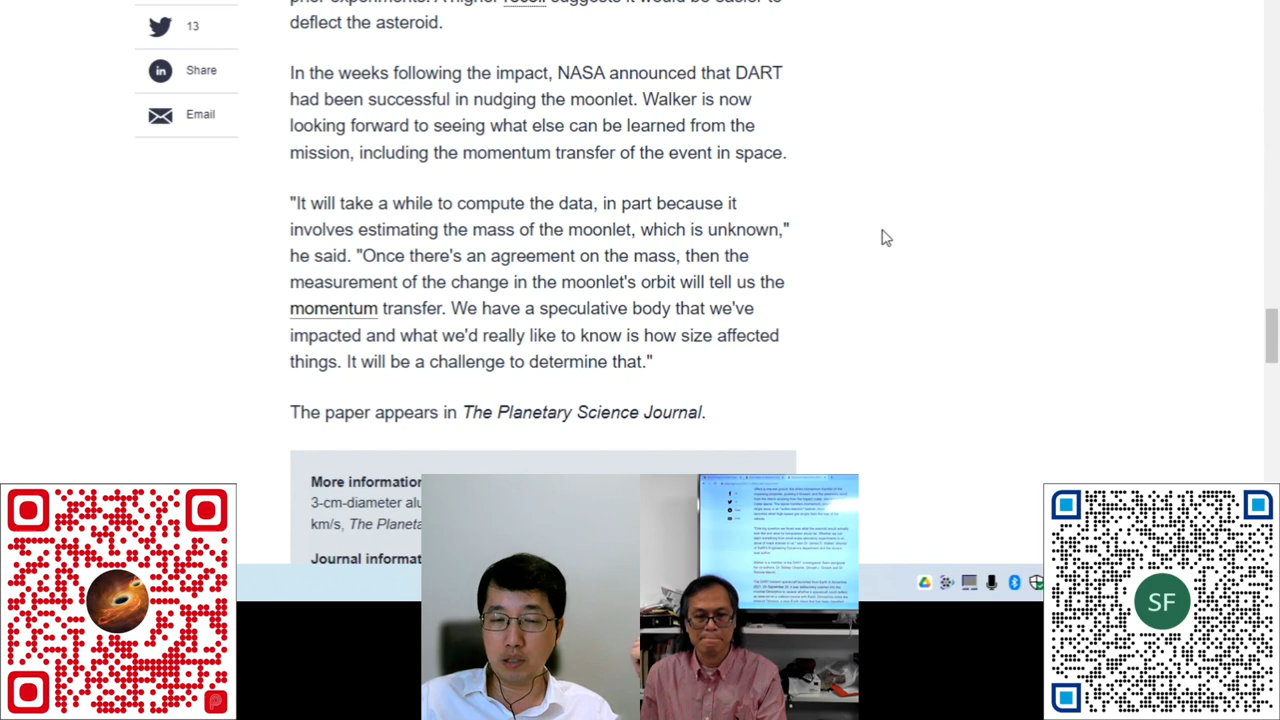 deflect the asteroid.
13
Share
Email
In the weeks following the impact, NASA announced that DART
had been successful in nudging the moonlet. Walker is now
looking forward to seeing what else can be learned from the
mission, including the momentum transfer of the event in space.
"It will take a while to compute the data, in part because it
involves estimating the mass of the moonlet, which is unknown,"
he said. "Once there's an agreement on the mass, then the
measurement of the change in the moonlet's orbit will tell us the
momentum transfer. We have a speculative body that we've
impacted and what we'd really like to know is how size affected
things. It will be a challenge to determine that."
The paper appears in The Planetary Science Journal.
More information
km/s, The Planeta
Journal informat
SF